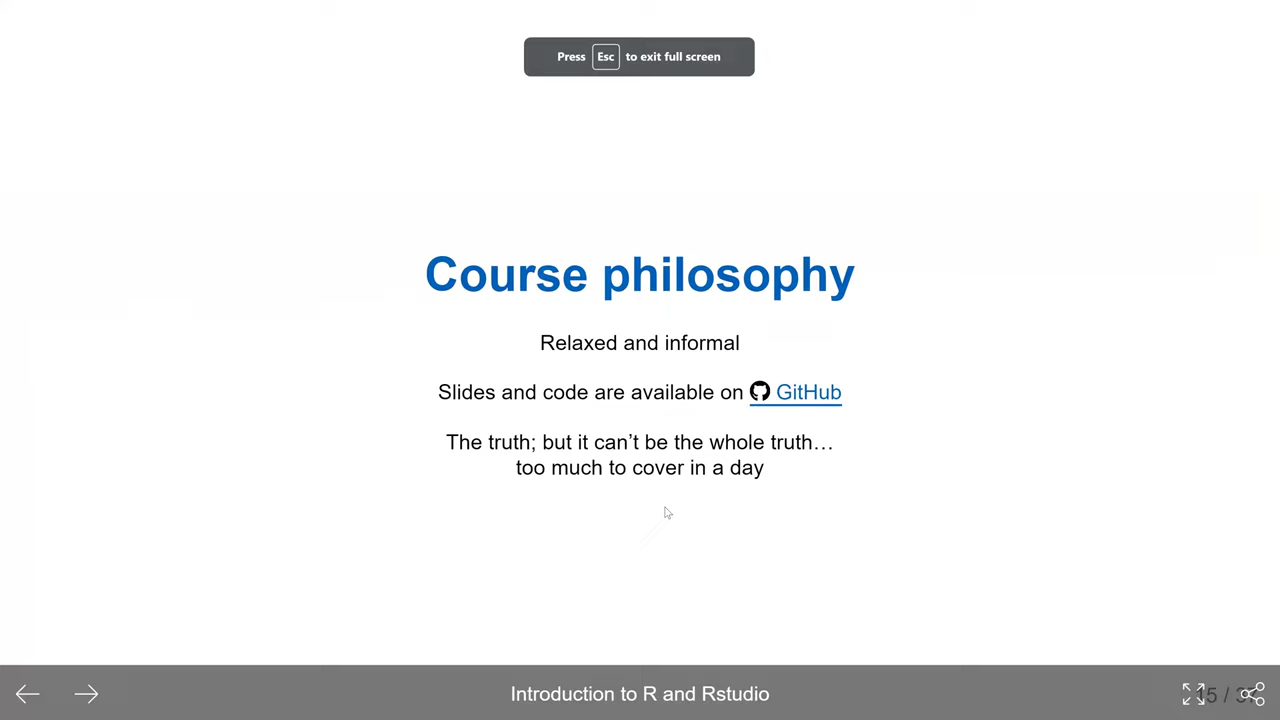 Press Esc to exit full screen
Course philosophy
Relaxed and informal
Slides and code are available on GitHub
The truth; but it can’t be the whole truth…
too much to cover in a day
Introduction to R and Rstudio